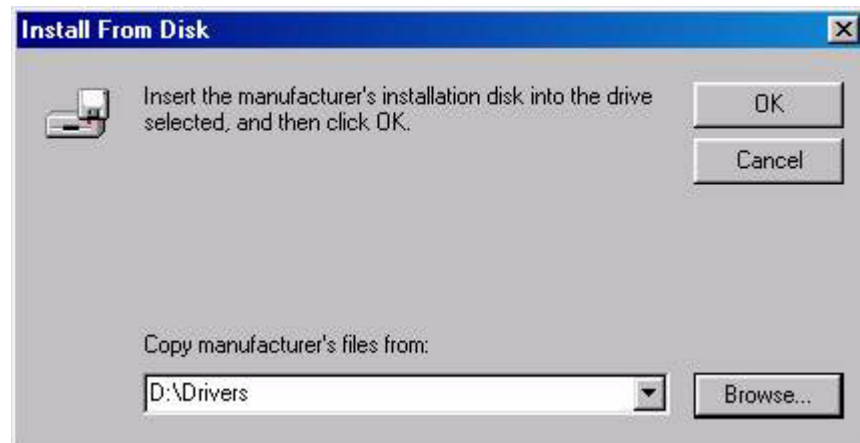 Install From Disk
Insert the manufacturer's installation disk into the drive
selected, and then click OK.
OK
Cancel
Copy manufacturer's files from:
D:\Drivers
Browse...